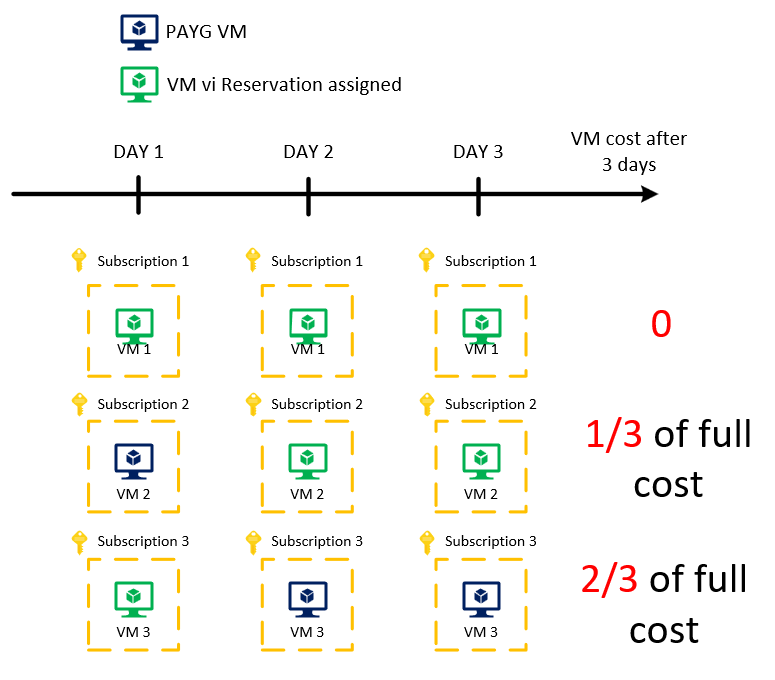 PAYG VM
VM vi Reservation assigned
DAY 1
DAY 2
DAY 3
VM cost after
3 days
Subscription 1
Subscription 1
Subscription 1
VM 1
VM 1
VM 1
0
Subscription 2
Subscription 2
Subscription 2
VM 2
VM 2
VM 2
1/3 of full
cost
Subscription 3
Subscription 3
Subscription 3
VM 3
VM 3
VM 3
2/3 of full
cost